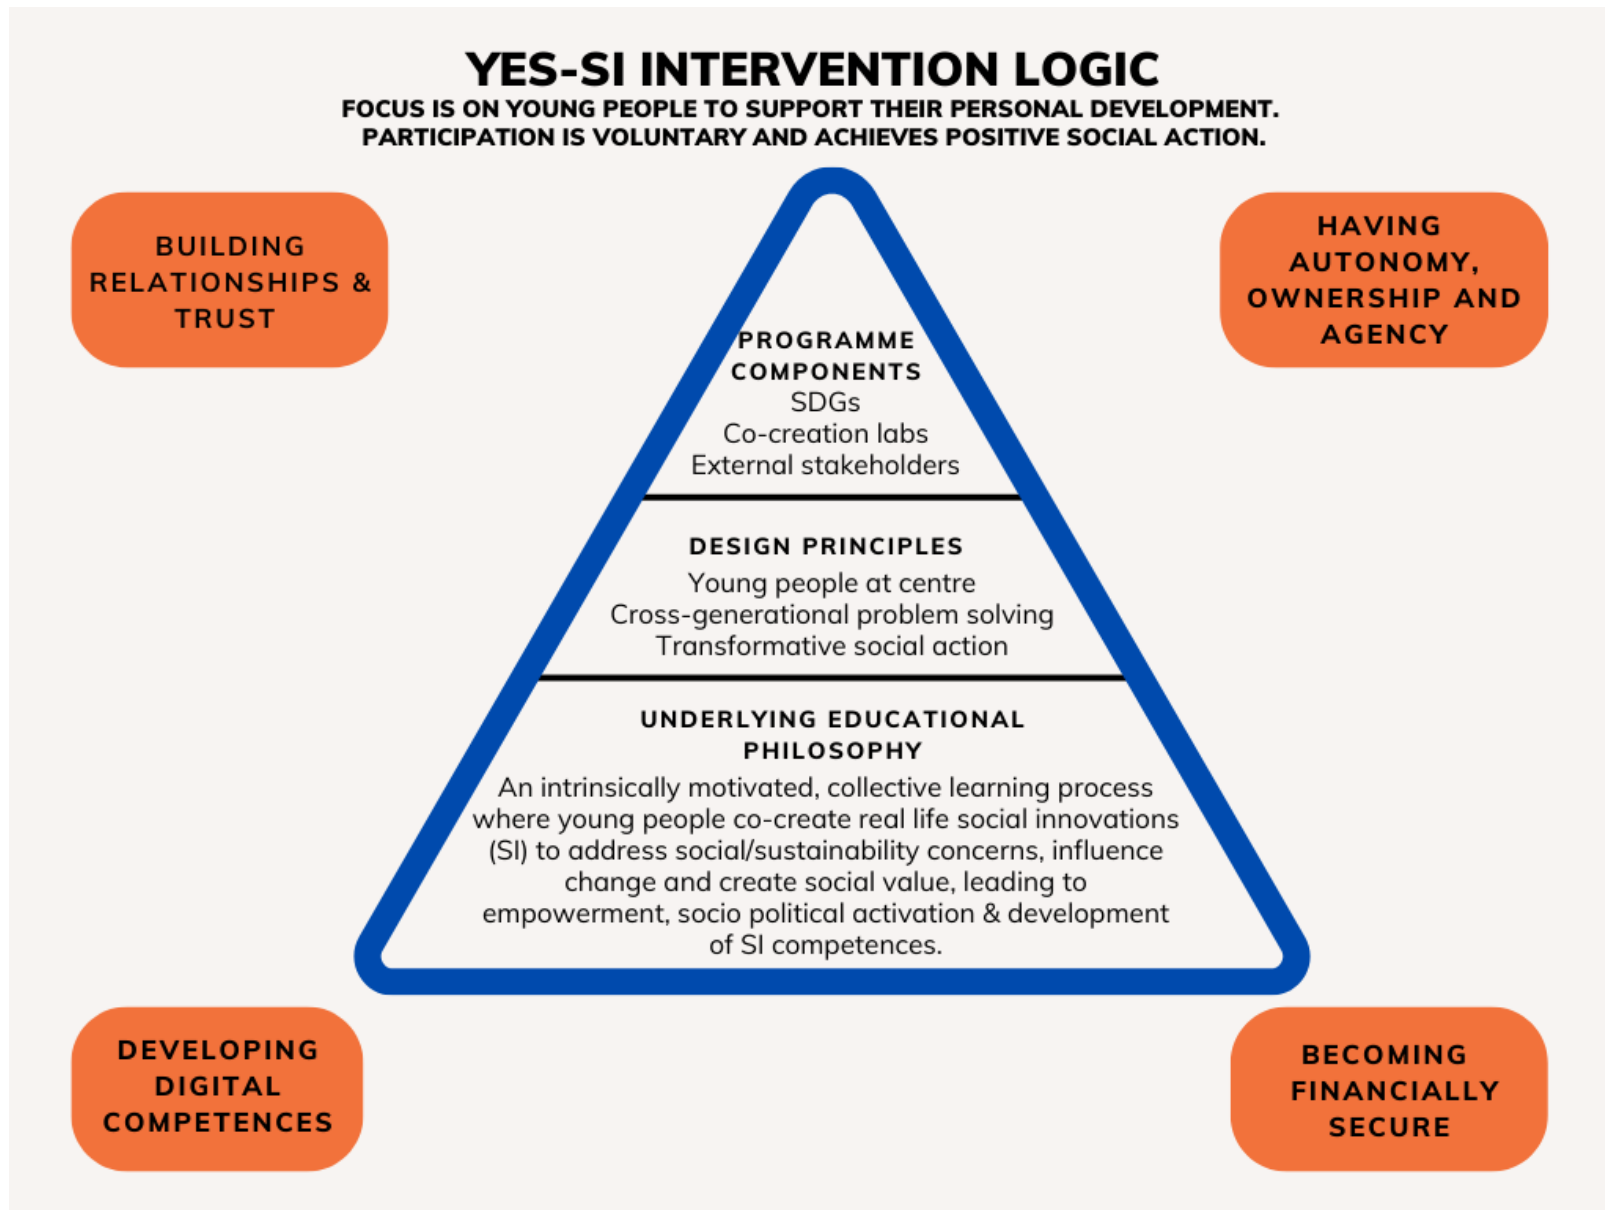 YES-SI INTERVENTION LOGIC
FOCUS IS ON YOUNG PEOPLE TO SUPPORT THEIR PERSONAL DEVELOPMENT.
PARTICIPATION IS VOLUNTARY AND ACHIEVES POSITIVE SOCIAL ACTION.
BUILDING
RELATIONSHIPS &
TRUST
HAVING
AUTONOMY,
OWNERSHIP AND
AGENCY
PROGRAMME
COMPONENTS
SDGs
Co-creation labs
External stakeholders
DESIGN PRINCIPLES
Young people at centre
Cross-generational problem solving
Transformative social action
UNDERLYING EDUCATIONAL
PHILOSOPHY
An intrinsically motivated, collective learning process
where young people co-create real life social innovations
(SI) to address social/sustainability concerns, influence
change and create social value, leading to
empowerment, socio political activation & development
of SI competences.
DEVELOPING
DIGITAL
COMPETENCES
BECOMING
FINANCIALLY
SECURE